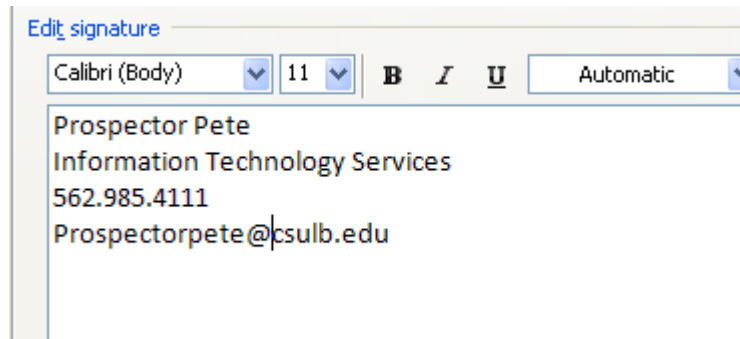 Edit signature
Calibri (Body) 11 B I U Automatic
Prospector Pete
Information Technology Services
562.985.4111
Prospectorpete@csulb.edu